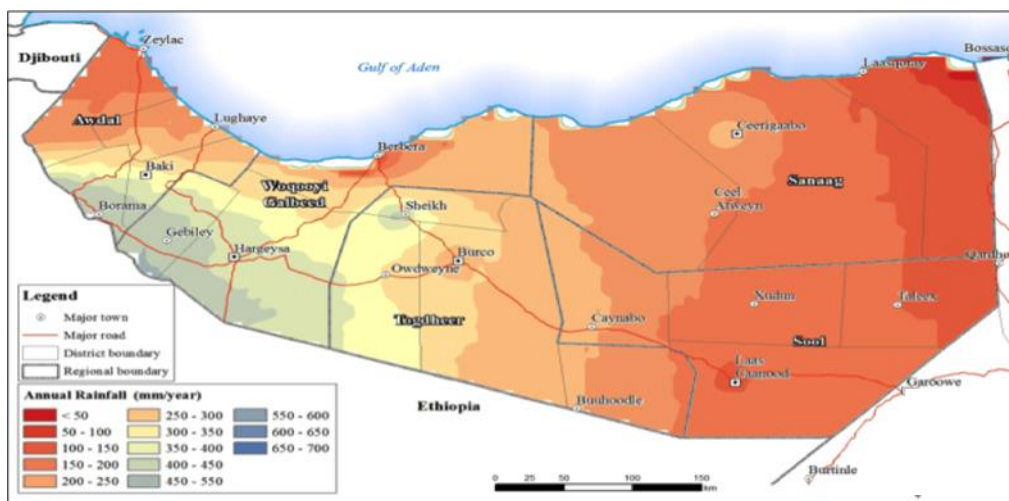 Zeylac
Bossaso
Djibouti
Gulf of Aden
Laasqoray
Awdal
Lughaye
Ceerigaabo
Berbera
Baki
Woqooyi
Galbeed
Sanaag
Ceel
Afweyn
Borama
Sheikh
Gebiley
Hargeysa
Burco
Qardho
Owdweyne
Legend
Major town
Major road
District boundary
Regional boundary
Xudun
Taleex
Togdheer
Caynabo
Sool
Laas
Caanood
Garoowe
Annual Rainfall (mm/year)
< 50
50 - 100
100 - 150
150 - 200
200 - 250
250 - 300
300 - 350
350 - 400
400 - 450
450 - 550
550 - 600
600 - 650
650 - 700
Ethiopia
Buuhoodle
Burtinle
0 25 50 100 150
km